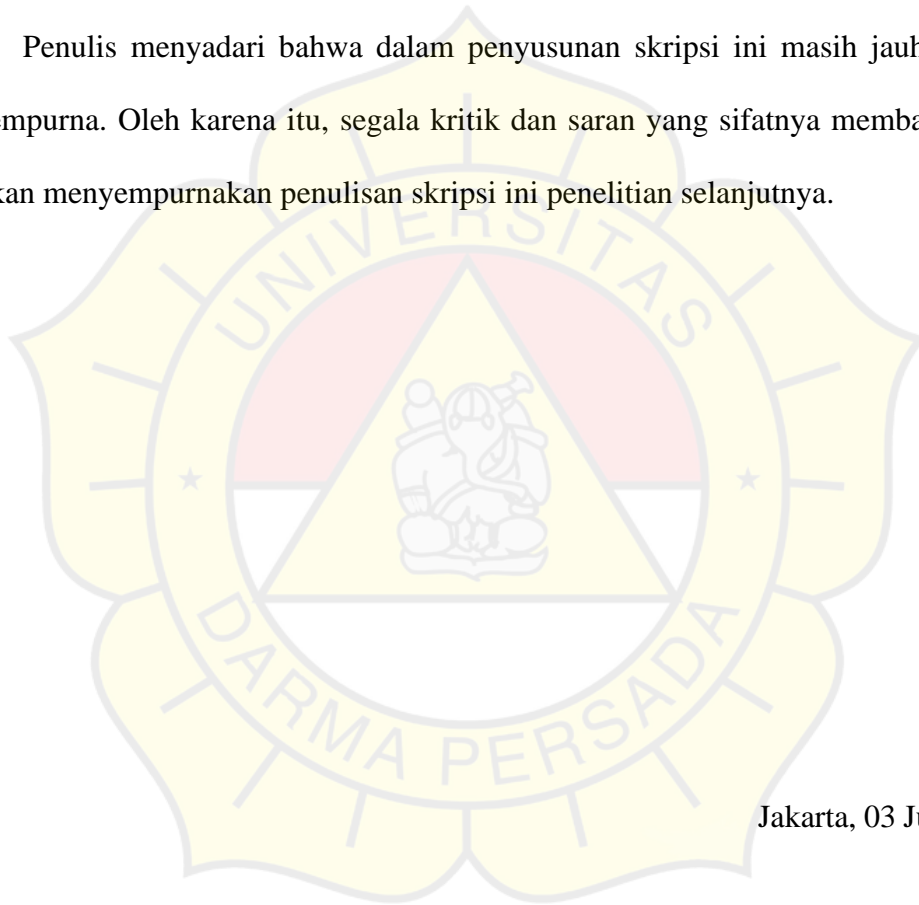 Penulis menyadari bahwa dalam penyusunan skripsi ini masih jauh
empurna. Oleh karena itu, segala kritik dan saran yang sifatnya memba
kan menyempurnakan penulisan skripsi ini penelitian selanjutnya.
UNIVERSITAS
DARMA PERSADA
Jakarta, 03 Ju